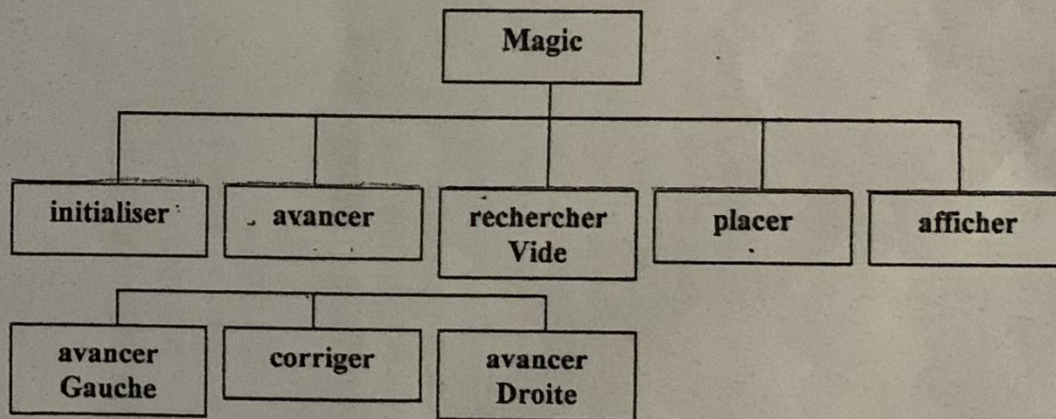 Magic
initialiser
avancer
rechercher
Vide
placer
afficher
avancer
Gauche
corriger
avancer
Droite